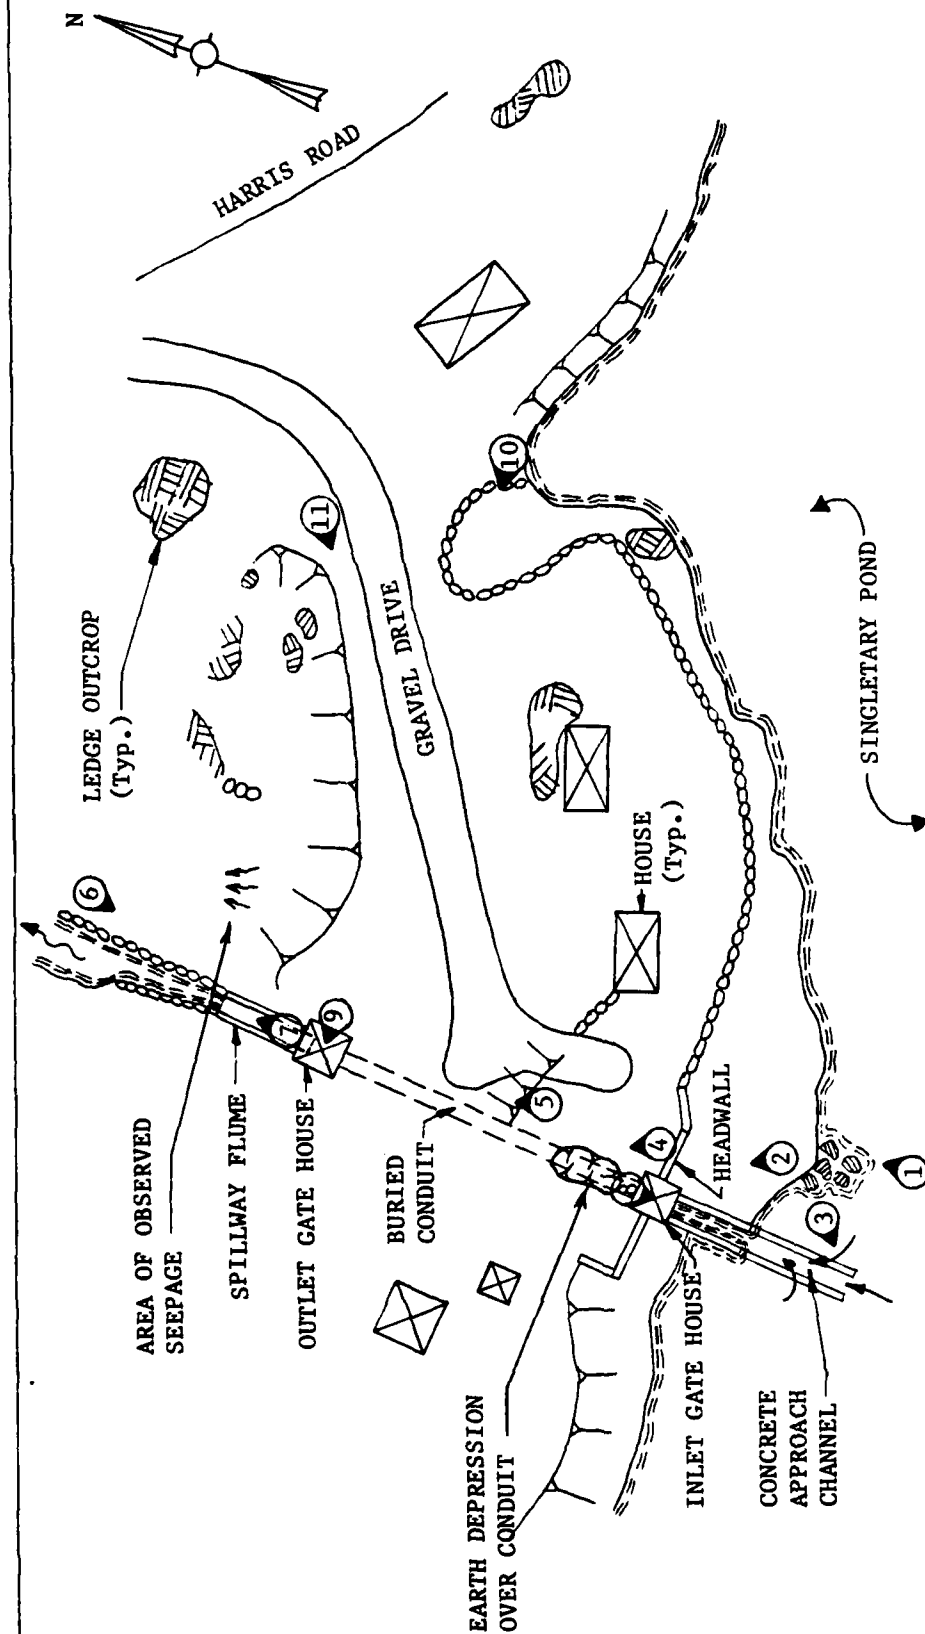 N
HARRIS ROAD
LEDGE OUTCROP
(Typ.)
11
10
GRAVEL DRIVE
SINGLETARY POND
HOUSE
(Typ.)
6
AREA OF OBSERVED
SEEPAGE
SPILLWAY FLUME
OUTLET GATE HOUSE
7
9
BURIED
CONDUIT
5
4
HEADWALL
2
1
3
8
EARTH DEPRESSION
OVER CONDUIT
INLET GATE HOUSE
CONCRETE
APPROACH
CHANNEL